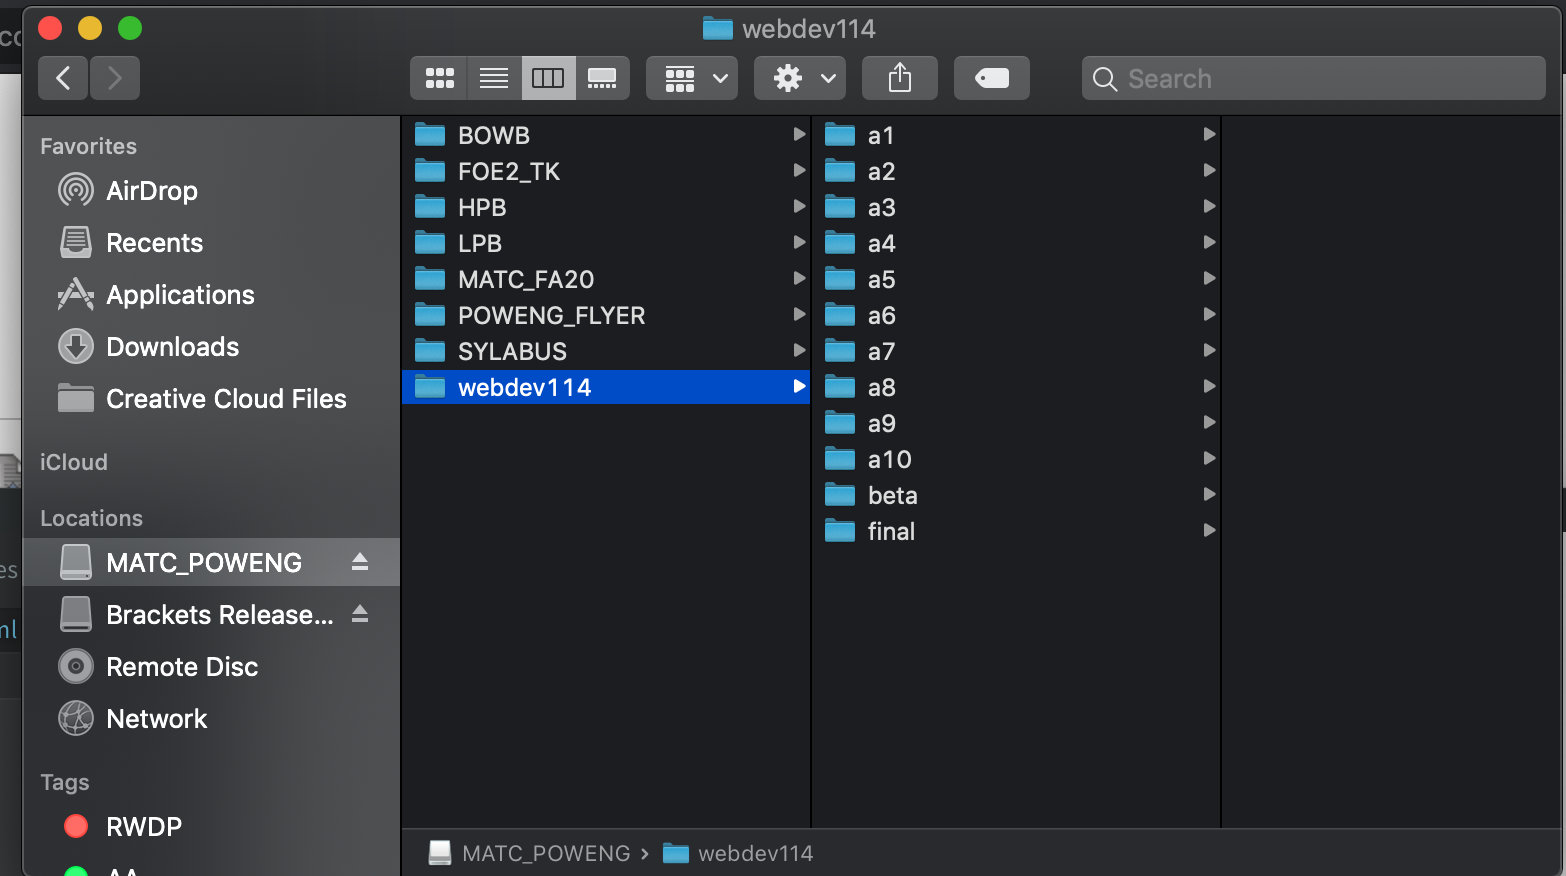 webdev114
Search
Favorites
AirDrop
Recents
Applications
Downloads
Creative Cloud Files
iCloud
Locations
MATC_POWENG
Brackets Release...
Remote Disc
Network
Tags
RWDP
BOWB
FOE2_TK
HPB
LPB
MATC_FA20
POWENG_FLYER
SYLABUS
webdev114
a1
a2
a3
a4
a5
a6
a7
a8
a9
a10
beta
final
MATC_POWENG › webdev114